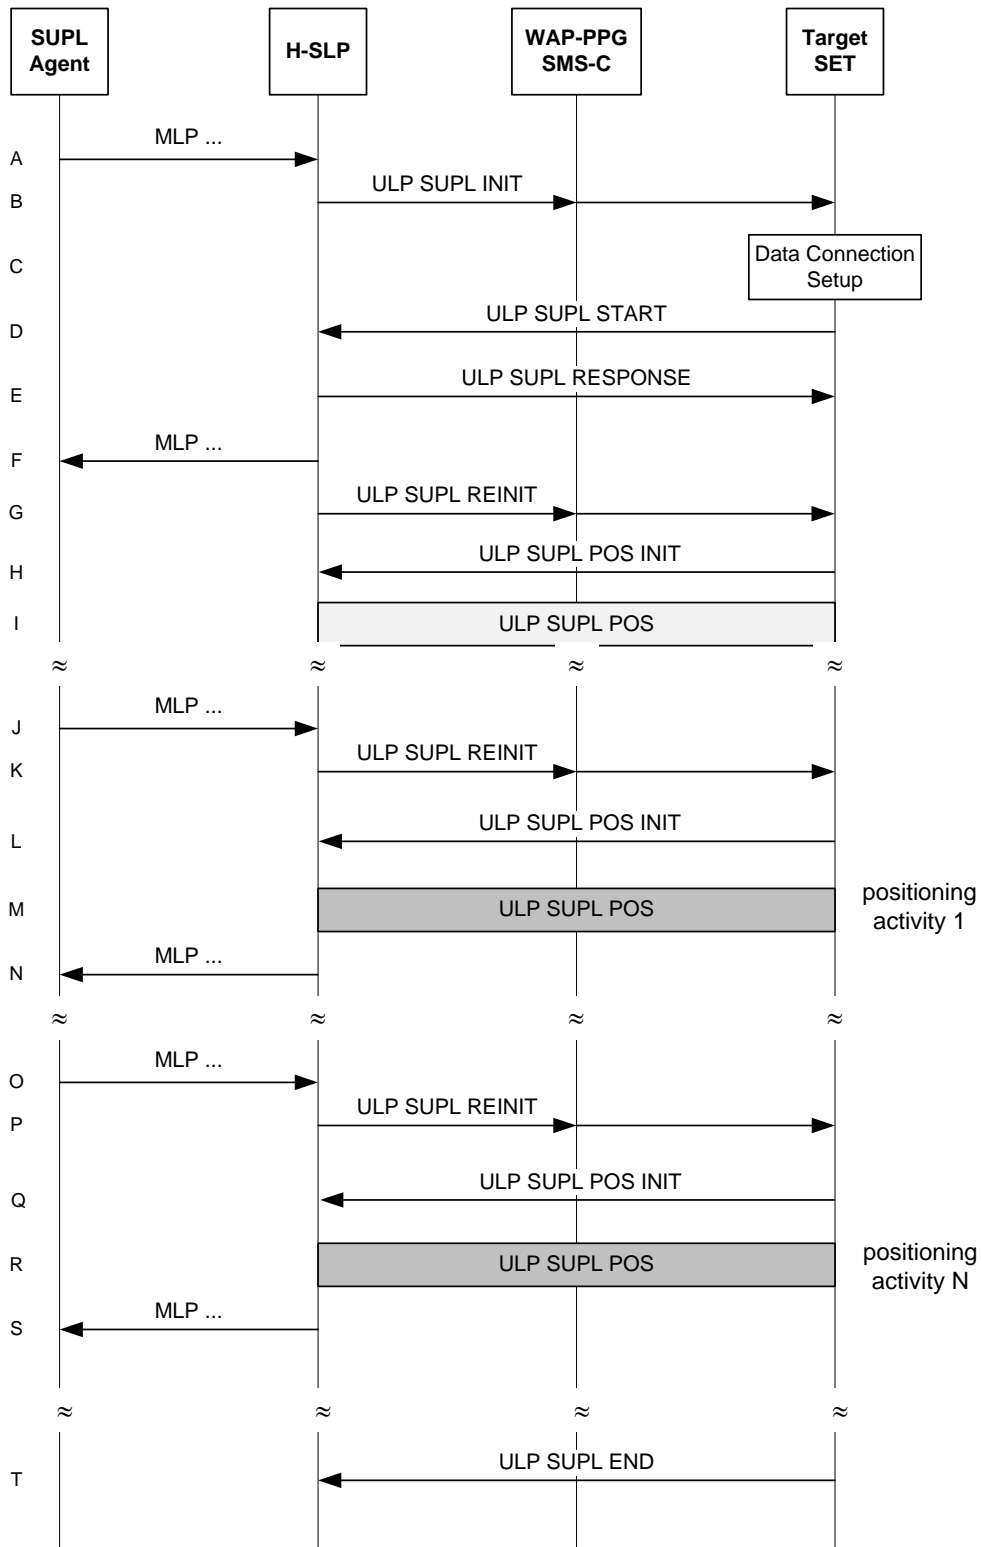 SUPL
Agent
H-SLP
WAP-PPG
SMS-C
Target
SET
A
MLP ...
B
ULP SUPL INIT
C
Data Connection
Setup
D
ULP SUPL START
E
ULP SUPL RESPONSE
F
MLP ...
G
ULP SUPL REINIT
H
ULP SUPL POS INIT
I
ULP SUPL POS
≈ ≈ ≈ ≈
J
MLP ...
K
ULP SUPL REINIT
L
ULP SUPL POS INIT
M
ULP SUPL POS
positioning
activity 1
N
MLP ...
≈ ≈ ≈ ≈
O
MLP ...
P
ULP SUPL REINIT
Q
ULP SUPL POS INIT
R
ULP SUPL POS
positioning
activity N
S
MLP ...
≈ ≈ ≈ ≈
T
ULP SUPL END